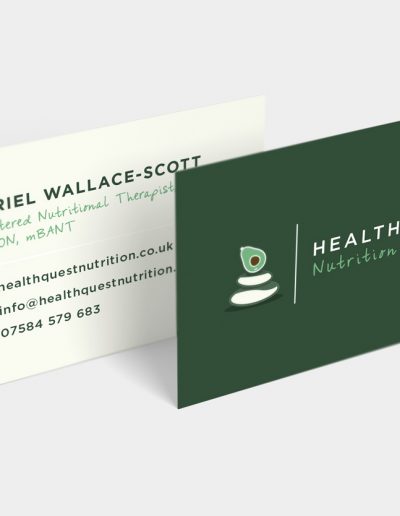 RIEL WALLACE-SCOTT
tered Nutritional Therapist
ON, mBANT
healthquestnutrition.co.uk
info@healthquestnutrition.
07584 579 683
HEALTH
Nutrition